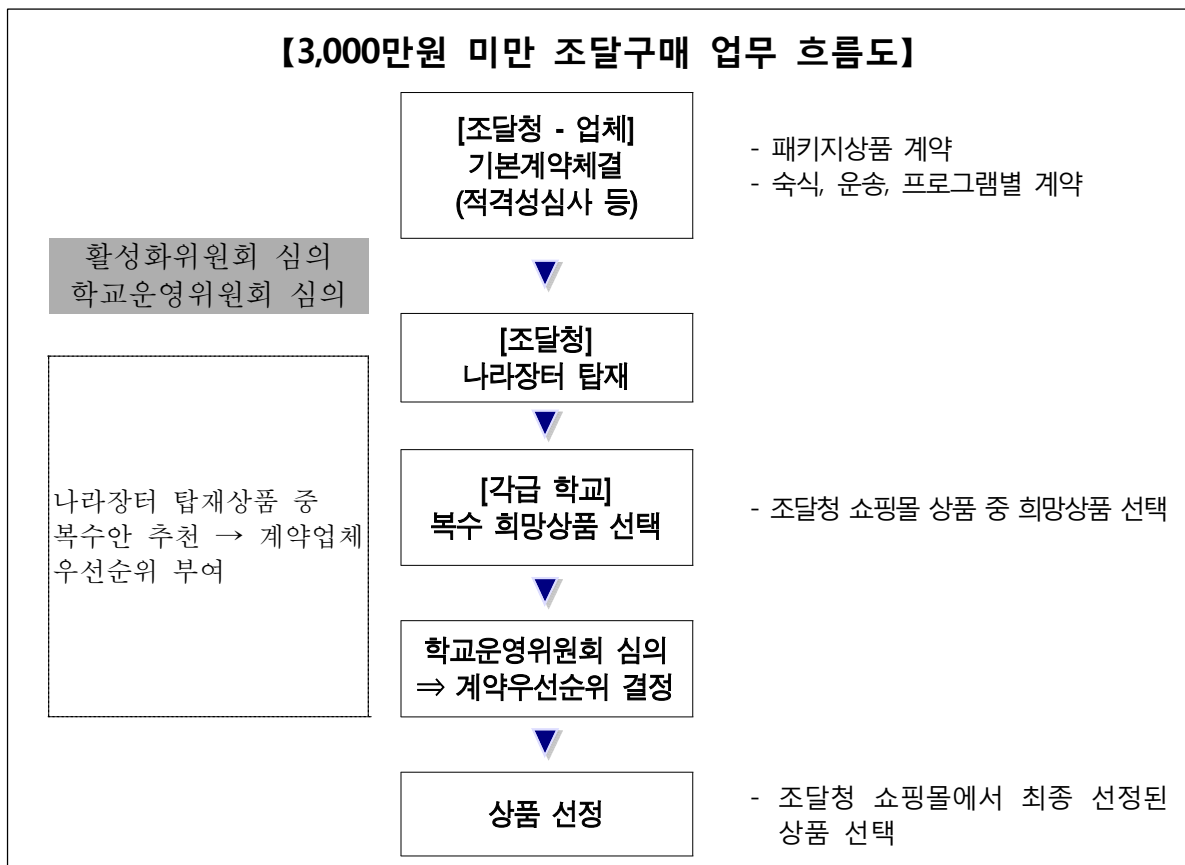 【3,000만원 미만 조달구매 업무 흐름도】
[조달청 - 업체]
기본계약체결
(적격성심사 등)
- 패키지상품 계약
- 숙식, 운송, 프로그램별 계약
활성화위원회 심의
학교운영위원회 심의
[조달청]
나라장터 탑재
나라장터 탑재상품 중
복수안 추천 → 계약업체
우선순위 부여
[각급 학교]
복수 희망상품 선택
- 조달청 쇼핑몰 상품 중 희망상품 선택
학교운영위원회 심의
⇒ 계약우선순위 결정
상품 선정
- 조달청 쇼핑몰에서 최종 선정된
상품 선택